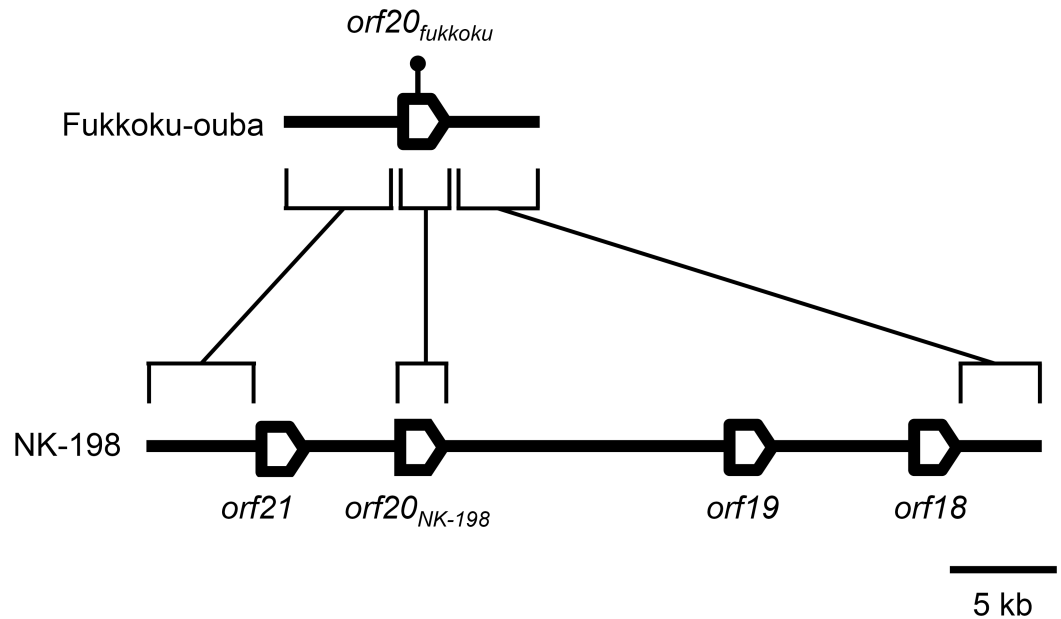 orf20fukkoku
Fukkoku-ouba
NK-198
orf21
orf20NK-198
orf19
orf18
5 kb